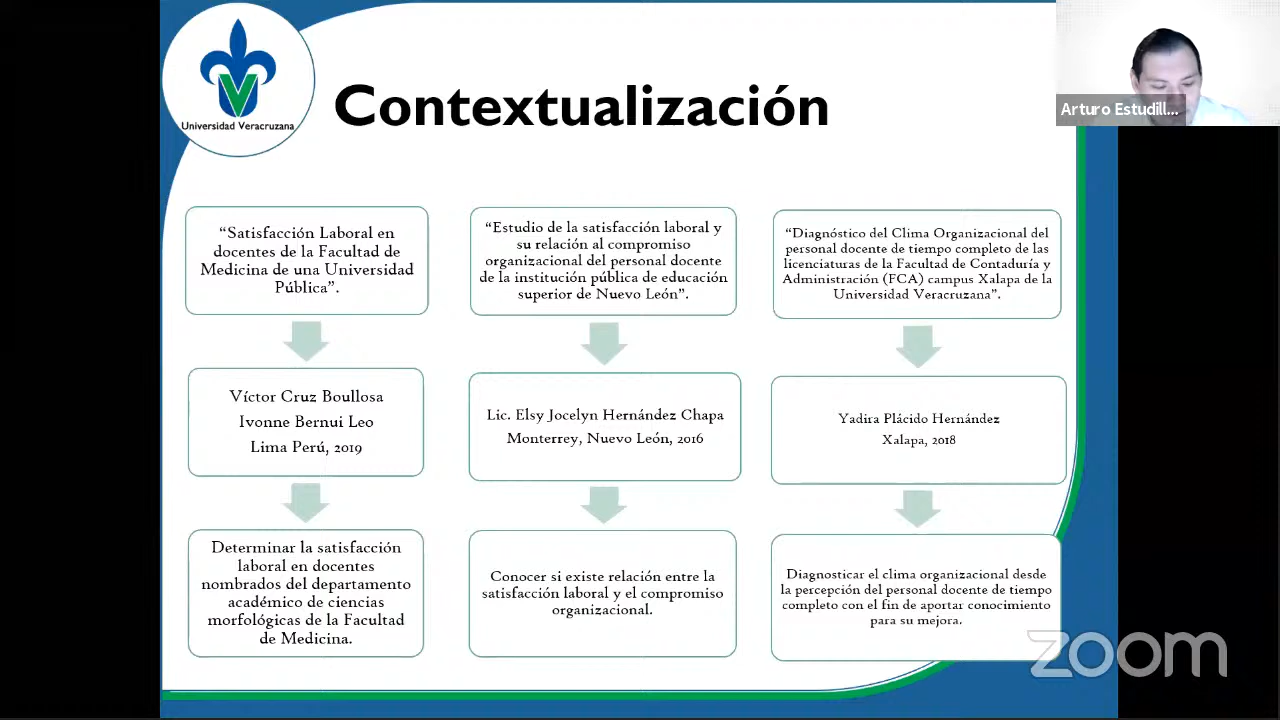 Universidad Veracruzana
Contextualización
Arturo Estudill...
“Satisfacción Laboral en
docentes de la Facultad de
Medicina de una Universidad
Pública”.
Víctor Cruz Boullosa
Ivonne Bernui Leo
Lima Perú, 2019
Determinar la satisfacción
laboral en docentes
nombrados del departamento
académico de ciencias
morfológicas de la Facultad
de Medicina.
“Estudio de la satisfacción laboral y
su relación al compromiso
organizacional del personal docente
de la institución pública de educación
superior de Nuevo León”.
Lic. Elsy Jocelyn Hernández Chapa
Monterrey, Nuevo León, 2016
Conocer si existe relación entre la
satisfacción laboral y el compromiso
organizacional.
“Diagnóstico del Clima Organizacional del
personal docente de tiempo completo de las
licenciaturas de la Facultad de Contaduría y
Administración (FCA) campus Xalapa de la
Universidad Veracruzana”.
Yadira Plácido Hernández
Xalapa, 2018
Diagnosticar el clima organizacional desde
la percepción del personal docente de tiempo
completo con el fin de aportar conocimiento
para su mejora.
zoom